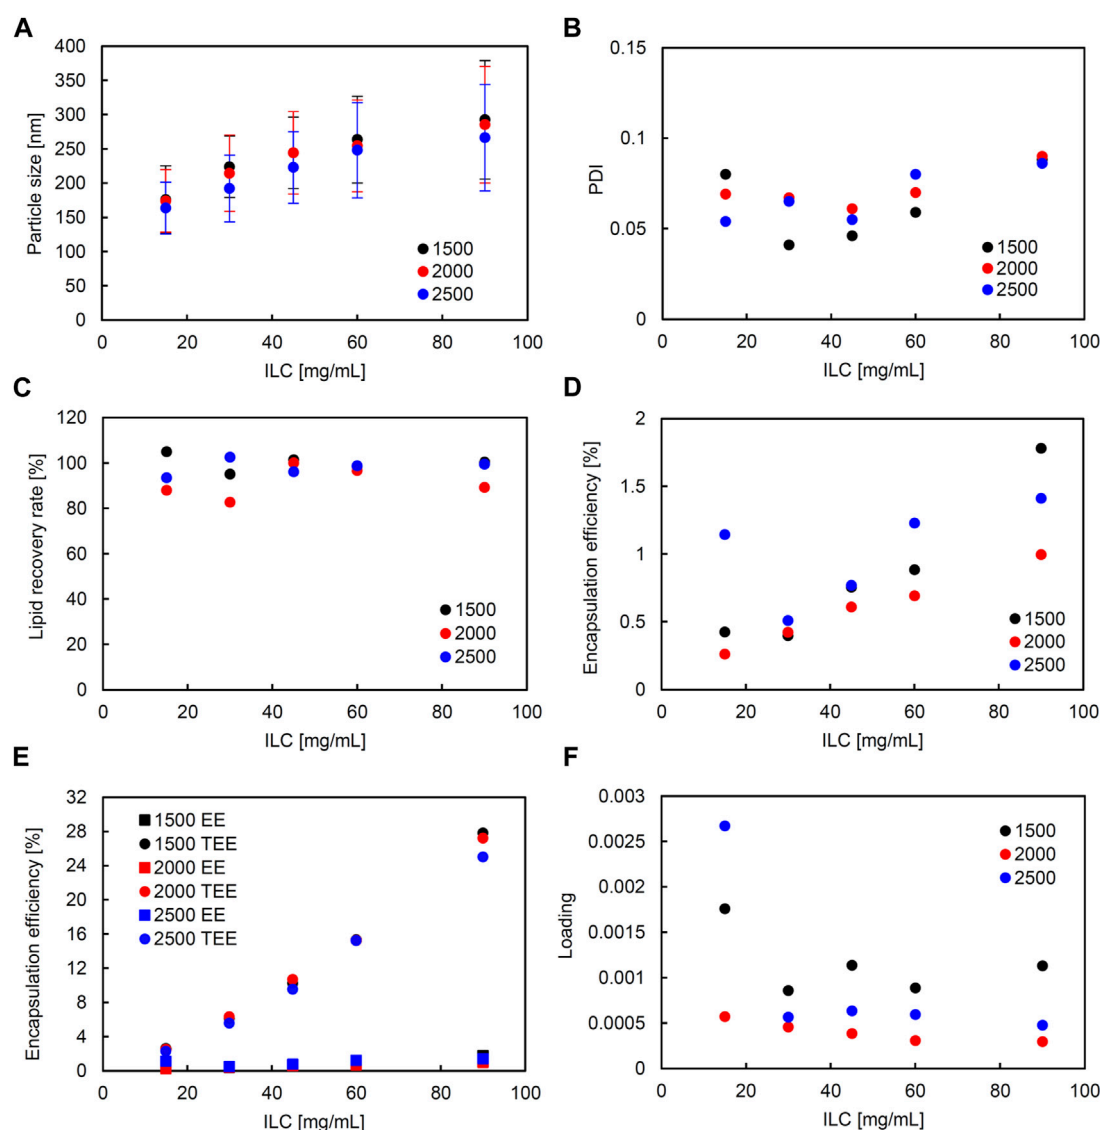 A
400
350
300
250
200
150
100
50
0
Particle size [nm]
0 20 40 60 80 100
ILC [mg/mL]
1500
2000
2500
B
0.15
0.1
0.05
0
PDI
0 20 40 60 80 100
ILC [mg/mL]
1500
2000
2500
C
120
100
80
60
40
20
0
Lipid recovery rate [%]
0 20 40 60 80 100
ILC [mg/mL]
1500
2000
2500
D
2
1.5
1
0.5
0
Encapsulation efficiency [%]
0 20 40 60 80 100
ILC [mg/mL]
1500
2000
2500
E
32
28
24
20
16
12
8
4
0
Encapsulation efficiency [%]
0 20 40 60 80 100
ILC [mg/mL]
1500 EE
1500 TEE
2000 EE
2000 TEE
2500 EE
2500 TEE
F
0.003
0.0025
0.002
0.0015
0.001
0.0005
0
Loading
0 20 40 60 80 100
ILC [mg/mL]
1500
2000
2500